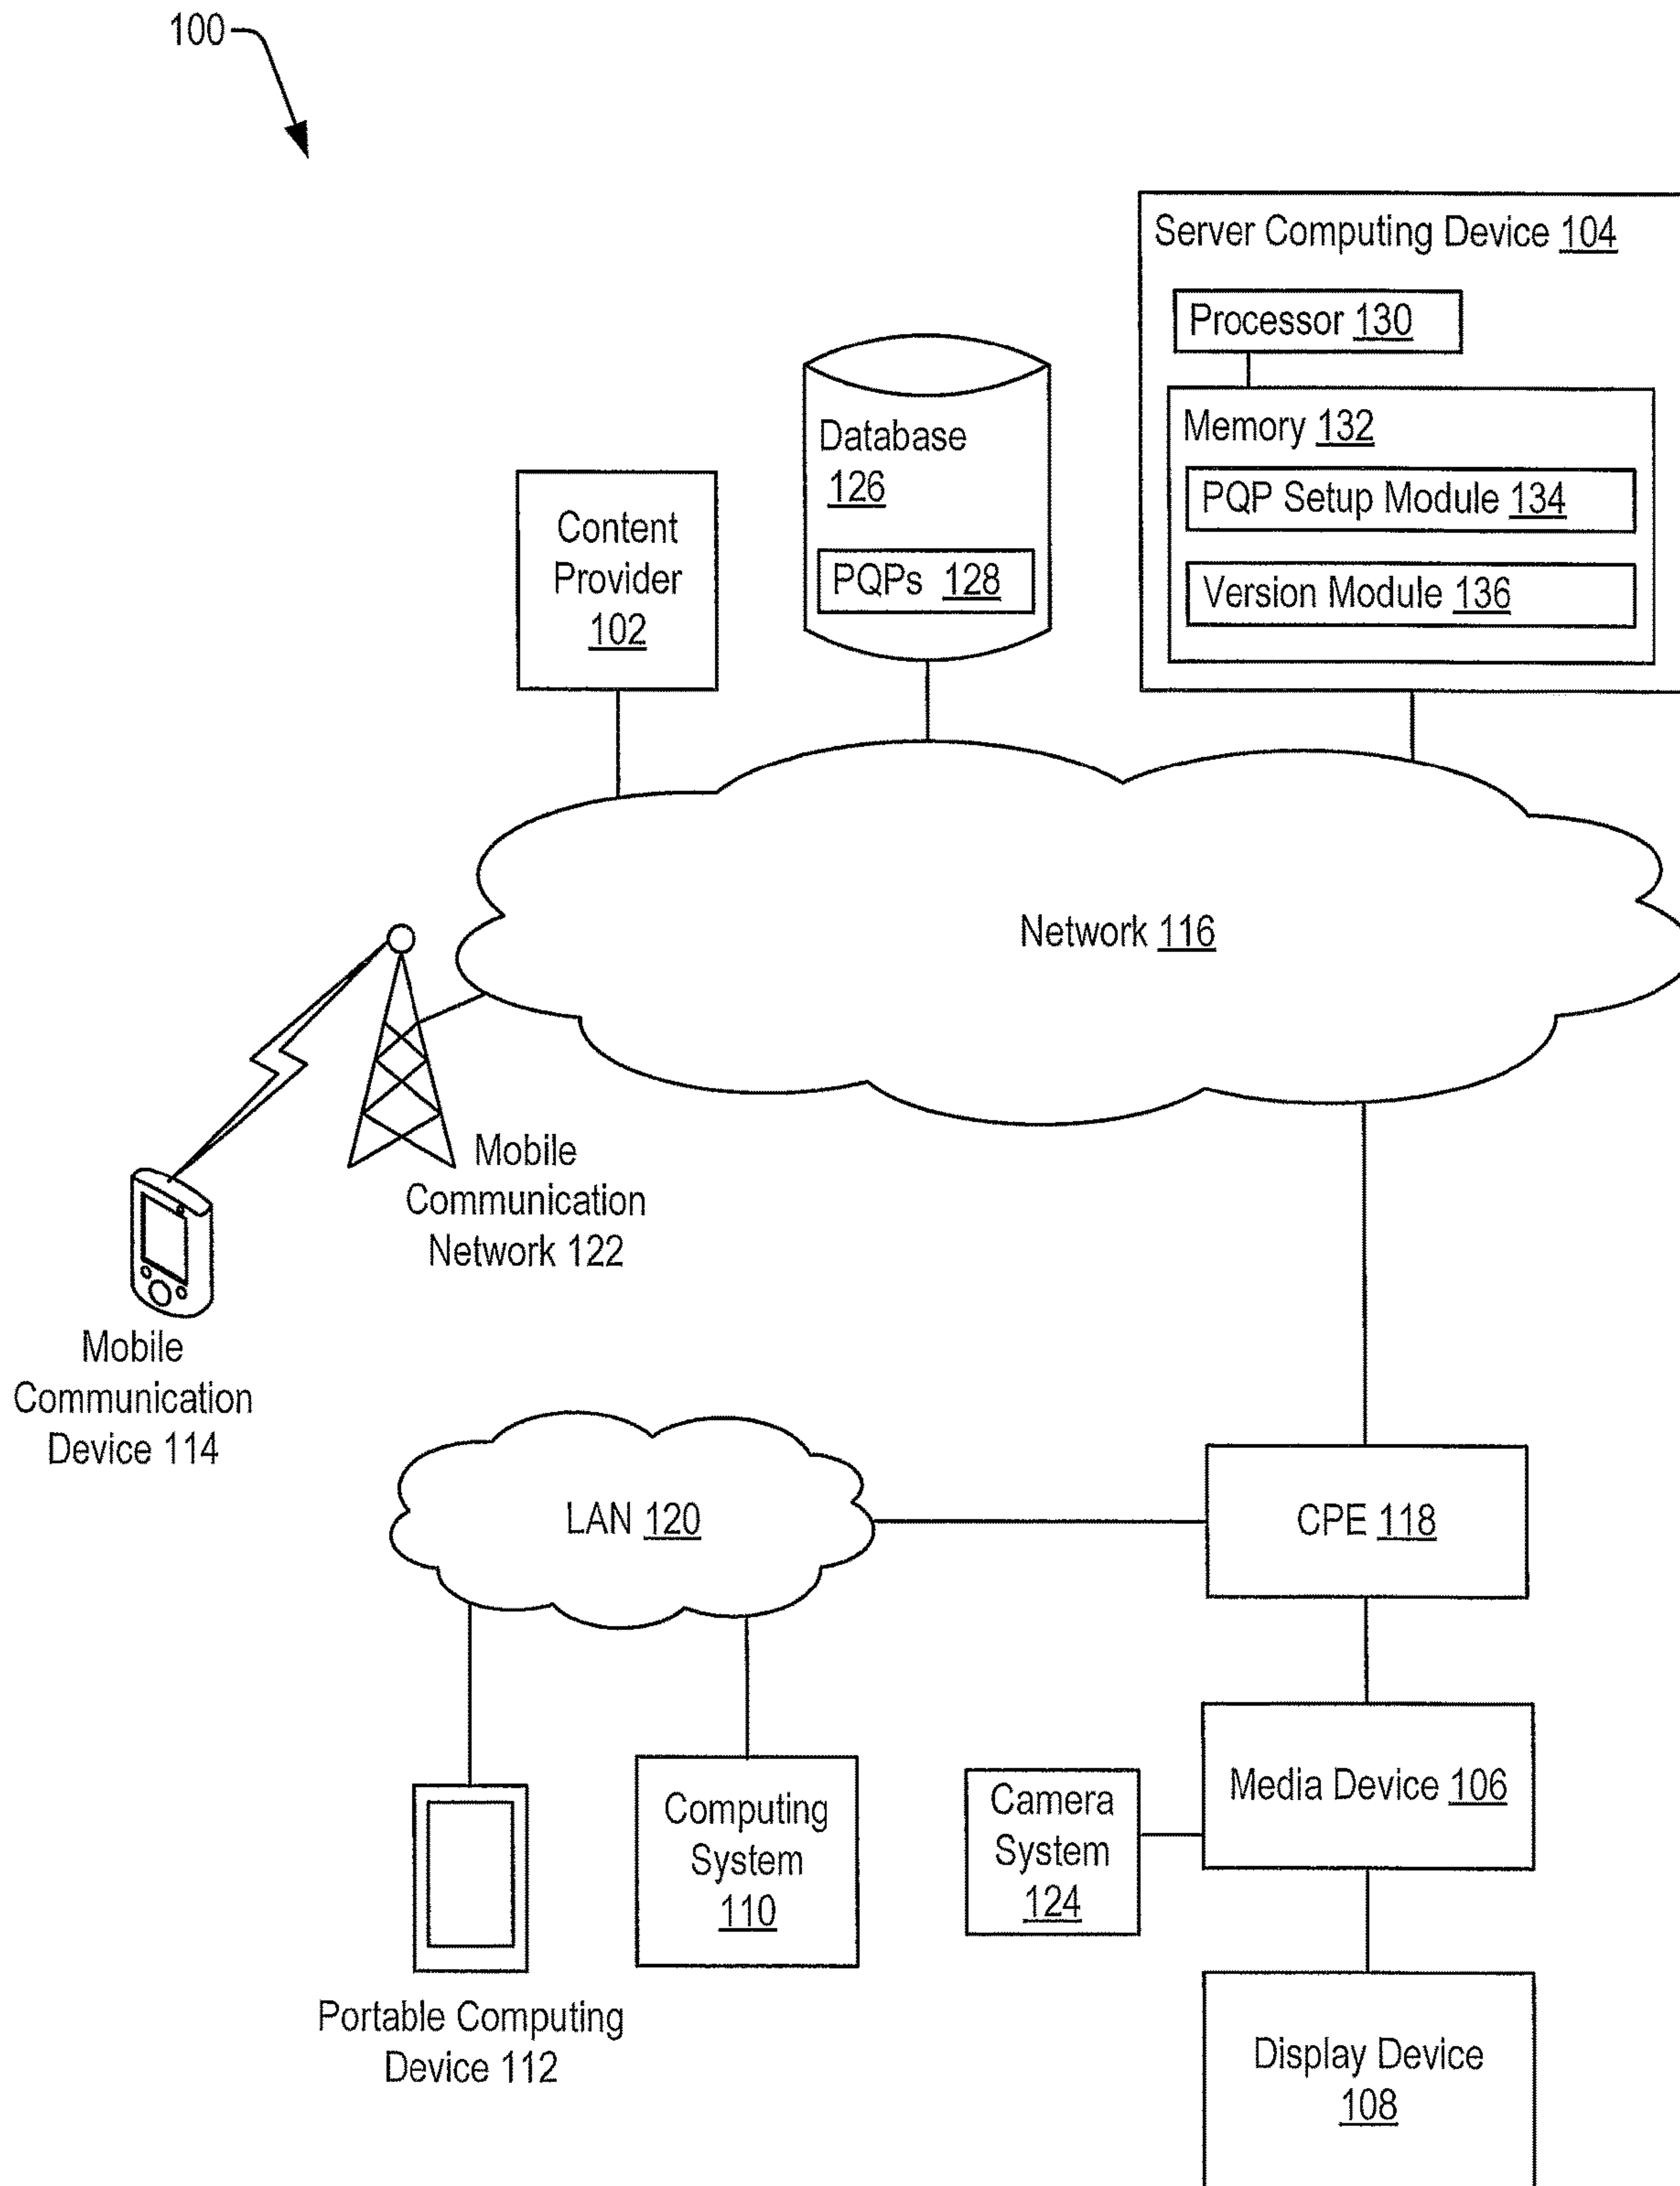 100
Server Computing Device 104
Processor 130
Memory 132
PQP Setup Module 134
Version Module 136
Database
126
PQPs 128
Content
Provider
102
Network 116
Mobile
Communication
Network 122
Mobile
Communication
Device 114
LAN 120
CPE 118
Media Device 106
Camera
System
124
Computing
System
110
Portable Computing
Device 112
Display Device
108